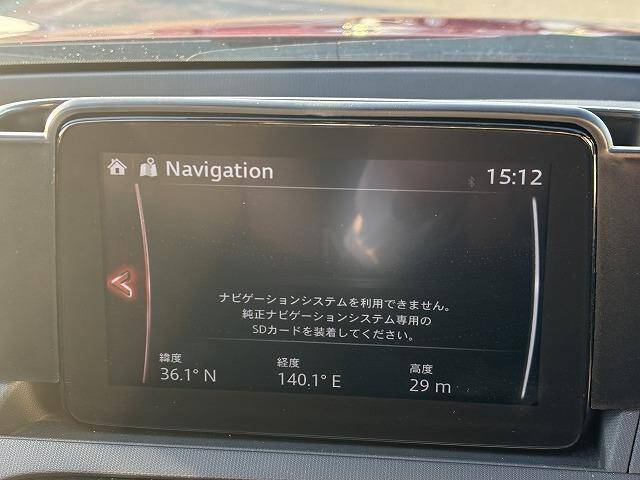 Navigation
15:12
ナビゲーションシステムを利用できません。
純正ナビゲーションシステム専用の
SDカードを装着してください。
緯度 経度 高度
36.1° N 140.1° E 29 m